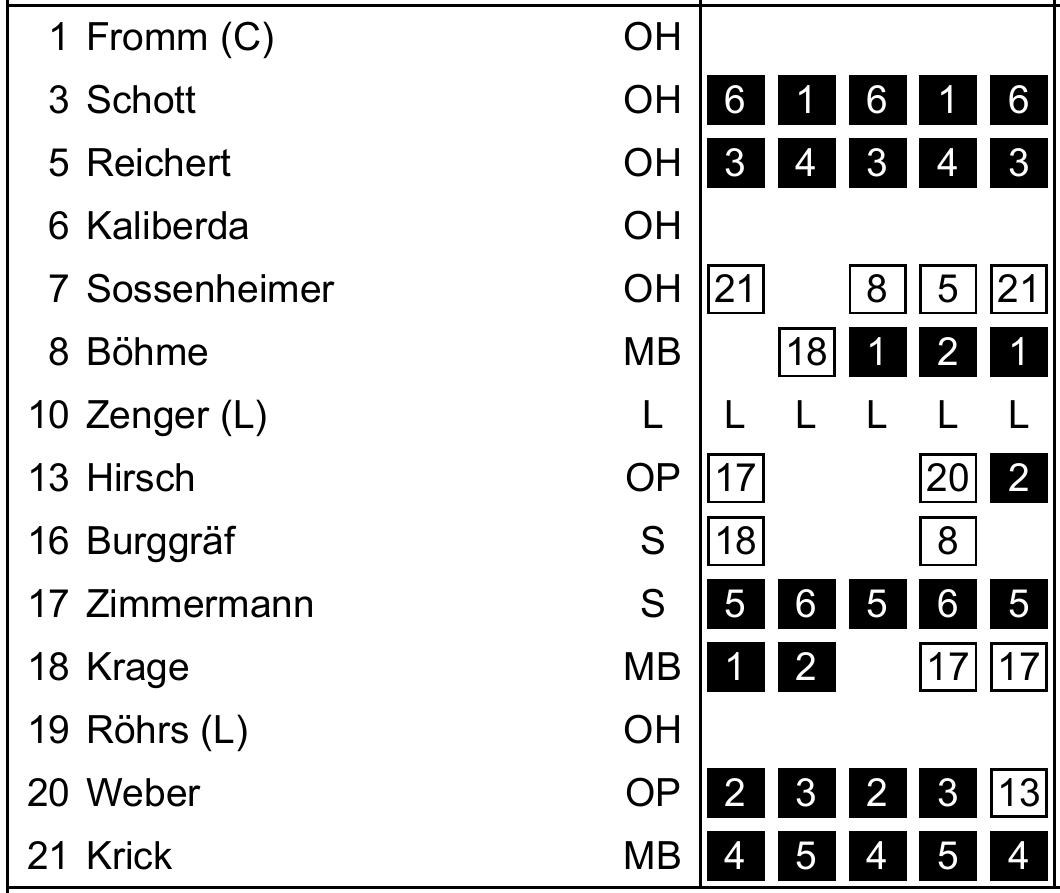 1 Fromm (C) OH
3 Schott OH 6 1 6 1 6
5 Reichert OH 3 4 3 4 3
6 Kaliberda OH
7 Sossenheimer OH 21 8 5 21
8 Böhme MB 18 1 2 1
10 Zenger (L) L L L L L L
13 Hirsch OP 17 20 2
16 Burggräf S 18 8
17 Zimmermann S 5 6 5 6 5
18 Krage MB 1 2 17 17
19 Röhrs (L) OH
20 Weber OP 2 3 2 3 13
21 Krick MB 4 5 4 5 4